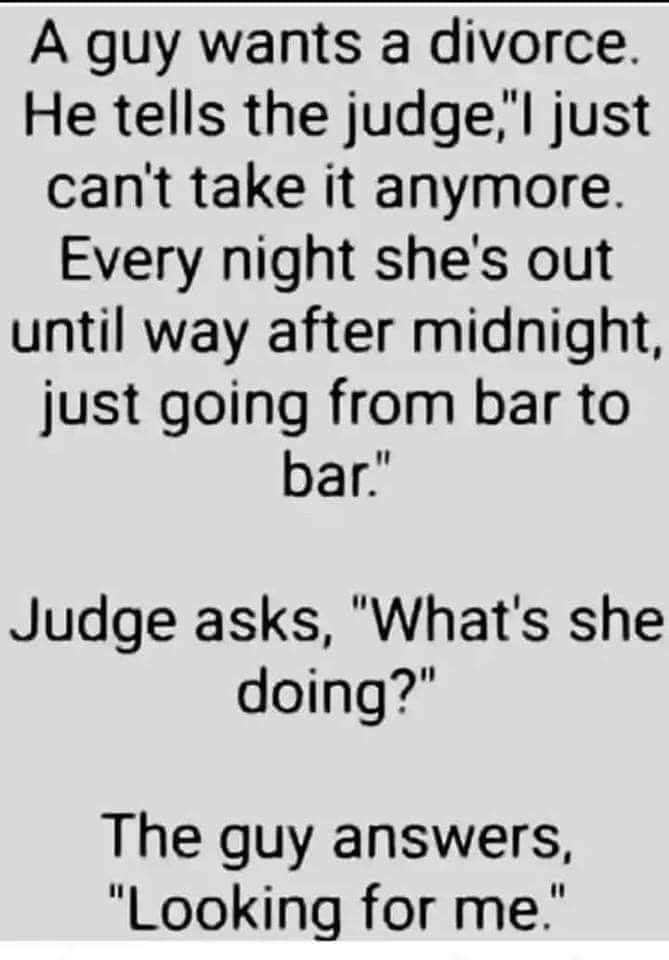 A guy wants a divorce.
He tells the judge,"I just
can't take it anymore.
Every night she's out
until way after midnight,
just going from bar to
bar."
Judge asks, "What's she
doing?"
The guy answers,
"Looking for me."